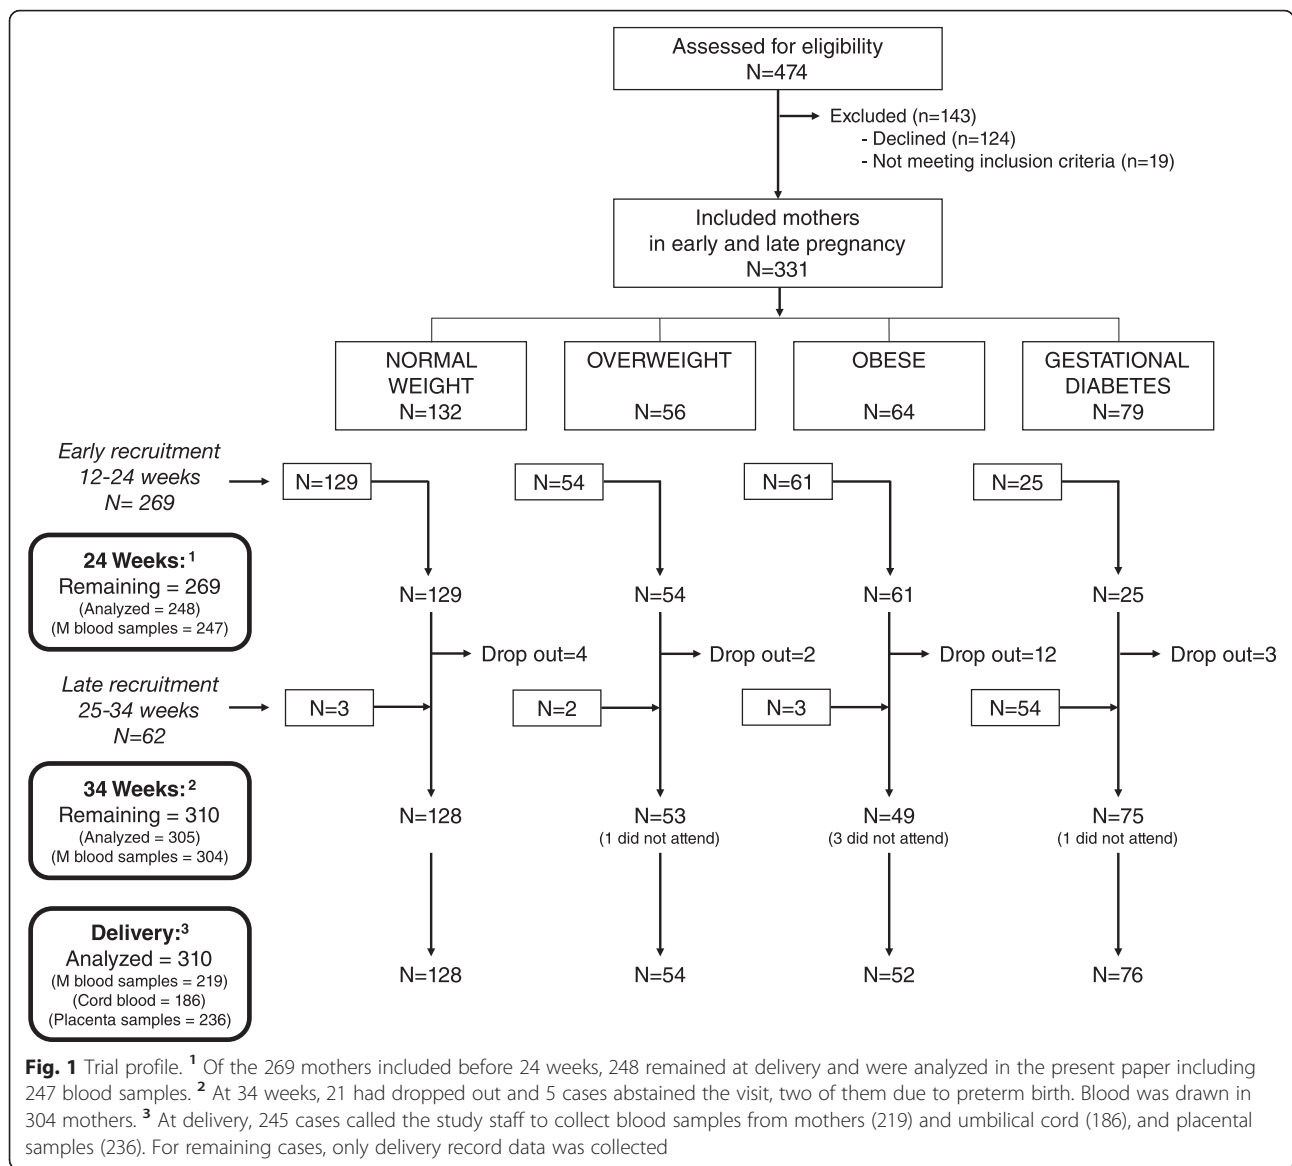 Assessed for eligibility
N=474
Excluded (n=143)
- Declined (n=124)
- Not meeting inclusion criteria (n=19)
Included mothers
in early and late pregnancy
N=331
NORMAL
WEIGHT
N=132
OVERWEIGHT
N=56
OBESE
N=64
GESTATIONAL
DIABETES
N=79
Early recruitment
12-24 weeks
N= 269
N=129
N=54
N=61
N=25
24 Weeks:1
Remaining = 269
(Analyzed = 248)
(M blood samples = 247)
N=129
N=54
N=61
N=25
Drop out=4
Drop out=2
Drop out=12
Drop out=3
Late recruitment
25-34 weeks
N=62
N=3
N=2
N=3
N=54
34 Weeks:2
Remaining = 310
(Analyzed = 305)
(M blood samples = 304)
N=128
N=53
(1 did not attend)
N=49
(3 did not attend)
N=75
(1 did not attend)
Delivery:3
Analyzed = 310
(M blood samples = 219)
(Cord blood = 186)
(Placenta samples = 236)
N=128
N=54
N=52
N=76
Fig. 1 Trial profile. 1 Of the 269 mothers included before 24 weeks, 248 remained at delivery and were analyzed in the present paper including
247 blood samples. 2 At 34 weeks, 21 had dropped out and 5 cases abstained the visit, two of them due to preterm birth. Blood was drawn in
304 mothers. 3 At delivery, 245 cases called the study staff to collect blood samples from mothers (219) and umbilical cord (186), and placental
samples (236). For remaining cases, only delivery record data was collected